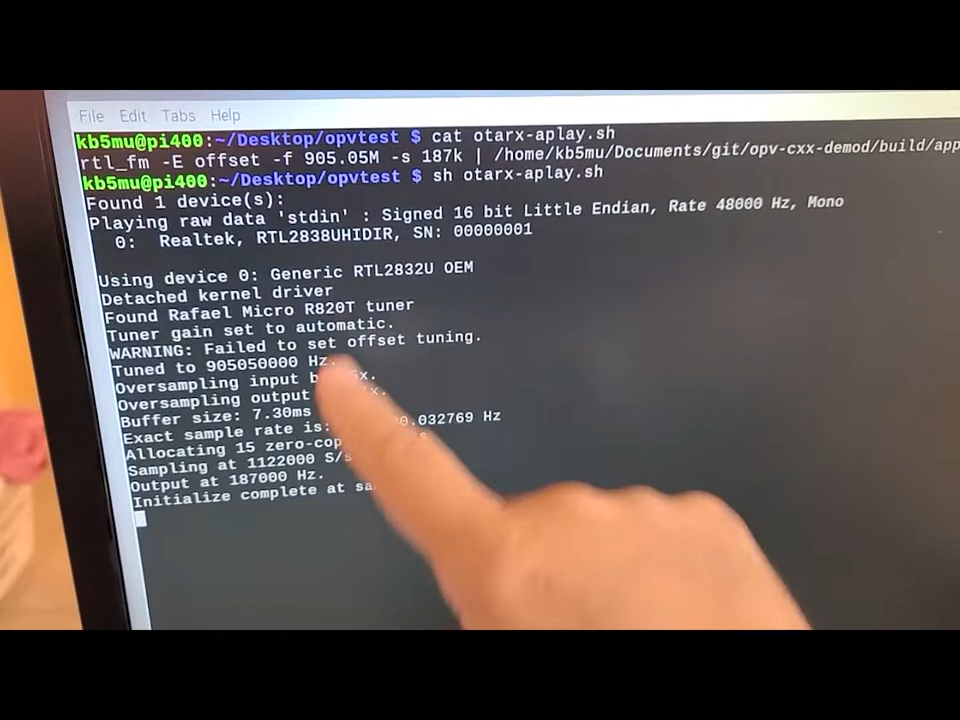 File Edit Tabs Help
kb5mu@pi400:~/Desktop/opvtest $ cat otarx-aplay.sh
rtl_fm -E offset -f 905.05M -s 187k | /home/kb5mu/Documents/git/opv-cxx-demod/build/app
kb5mu@pi400:~/Desktop/opvtest $ sh otarx-aplay.sh
Found 1 device(s):
Playing raw data 'stdin' : Signed 16 bit Little Endian, Rate 48000 Hz, Mono
0: Realtek, RTL2838UHIDIR, SN: 00000001
Using device 0: Generic RTL2832U OEM
Detached kernel driver
Found Rafael Micro R820T tuner
Tuner gain set to automatic.
WARNING: Failed to set offset tuning.
Tuned to 905050000 Hz.
Oversampling input
Oversampling output
Buffer size: 7.30ms
Exact sample rate is: 0.032769 Hz
Allocating 15
Sampling at 1122000 S/s
Output at 187000 Hz.
Initialize complete at